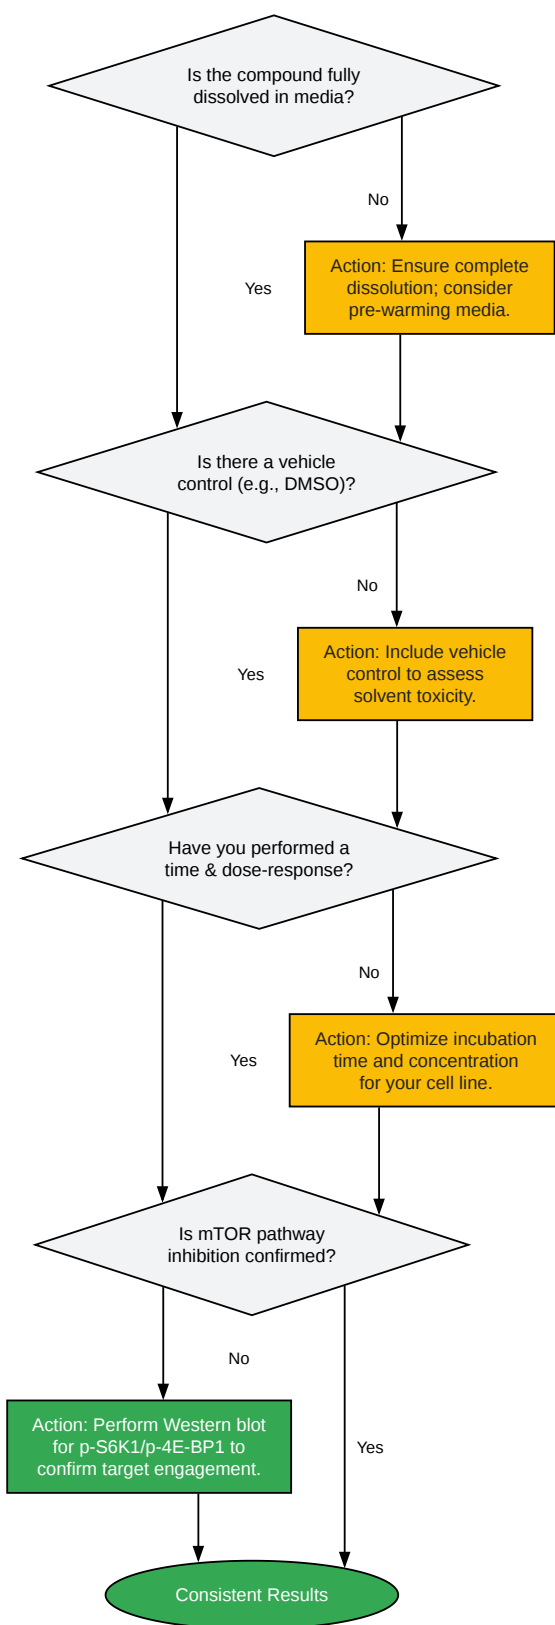 Is the compound fully
dissolved in media?
No
Yes
Action: Ensure complete
dissolution; consider
pre-warming media.
Is there a vehicle
control (e.g., DMSO)?
No
Yes
Action: Include vehicle
control to assess
solvent toxicity.
Have you performed a
time & dose-response?
No
Yes
Action: Optimize incubation
time and concentration
for your cell line.
Is mTOR pathway
inhibition confirmed?
No
Action: Perform Western blot
for p-S6K1/p-4E-BP1 to
confirm target engagement.
Yes
Consistent Results